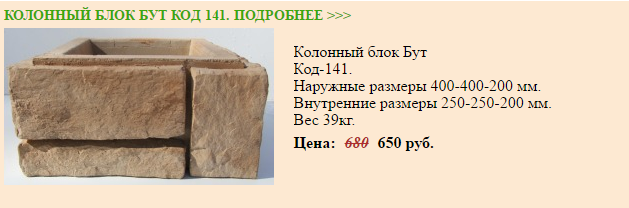 КОЛОННЫЙ БЛОК БУТ КОД 141. ПОДРОБНЕЕ >>>
Колонный блок Бут
Код-141.
Наружные размеры 400-400-200 мм.
Внутренние размеры 250-250-200 мм.
Вес 39кг.
Цена: 680 650 руб.